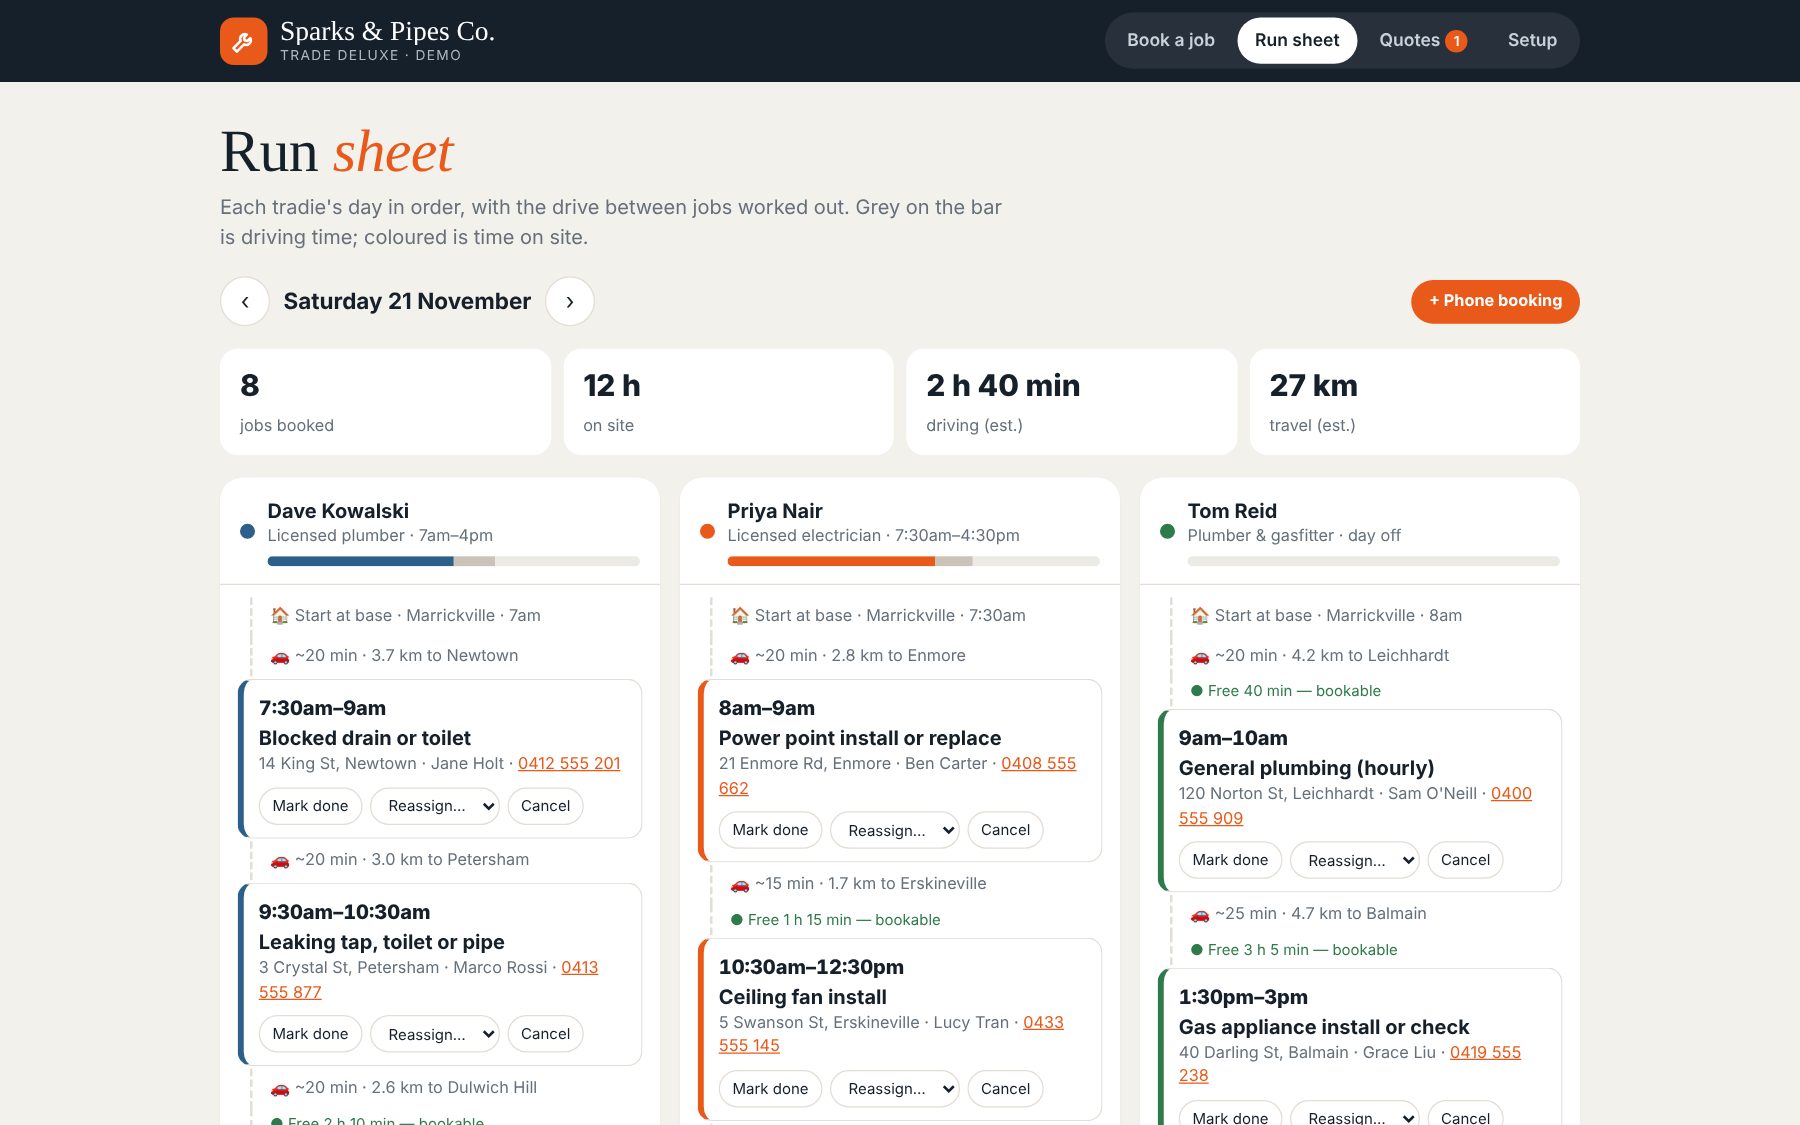 Sparks & Pipes Co.
TRADE DELUXE · DEMO
Book a job
Run sheet
Quotes 1
Setup
Run sheet
Each tradie's day in order, with the drive between jobs worked out. Grey on the bar
is driving time; coloured is time on site.
‹ Saturday 21 November ›
+ Phone booking
8
jobs booked
12 h
on site
2 h 40 min
driving (est.)
27 km
travel (est.)
Dave Kowalski
Licensed plumber · 7am–4pm
Start at base · Marrickville · 7am
~20 min · 3.7 km to Newtown
7:30am–9am
Blocked drain or toilet
14 King St, Newtown · Jane Holt · 0412 555 201
Mark done
Reassign...
Cancel
~20 min · 3.0 km to Petersham
9:30am–10:30am
Leaking tap, toilet or pipe
3 Crystal St, Petersham · Marco Rossi · 0413
555 877
Mark done
Reassign...
Cancel
~20 min · 2.6 km to Dulwich Hill
Free 2 h 10 min — bookable
Priya Nair
Licensed electrician · 7:30am–4:30pm
Start at base · Marrickville · 7:30am
~20 min · 2.8 km to Enmore
8am–9am
Power point install or replace
21 Enmore Rd, Enmore · Ben Carter · 0408 555
662
Mark done
Reassign...
Cancel
~15 min · 1.7 km to Erskineville
Free 1 h 15 min — bookable
10:30am–12:30pm
Ceiling fan install
5 Swanson St, Erskineville · Lucy Tran · 0433
555 145
Mark done
Reassign...
Cancel
Tom Reid
Plumber & gasfitter · day off
Start at base · Marrickville · 8am
~20 min · 4.2 km to Leichhardt
Free 40 min — bookable
9am–10am
General plumbing (hourly)
120 Norton St, Leichhardt · Sam O'Neill · 0400
555 909
Mark done
Reassign...
Cancel
~25 min · 4.7 km to Balmain
Free 3 h 5 min — bookable
1:30pm–3pm
Gas appliance install or check
40 Darling St, Balmain · Grace Liu · 0419 555
238
Mark done
Reassign...
Cancel